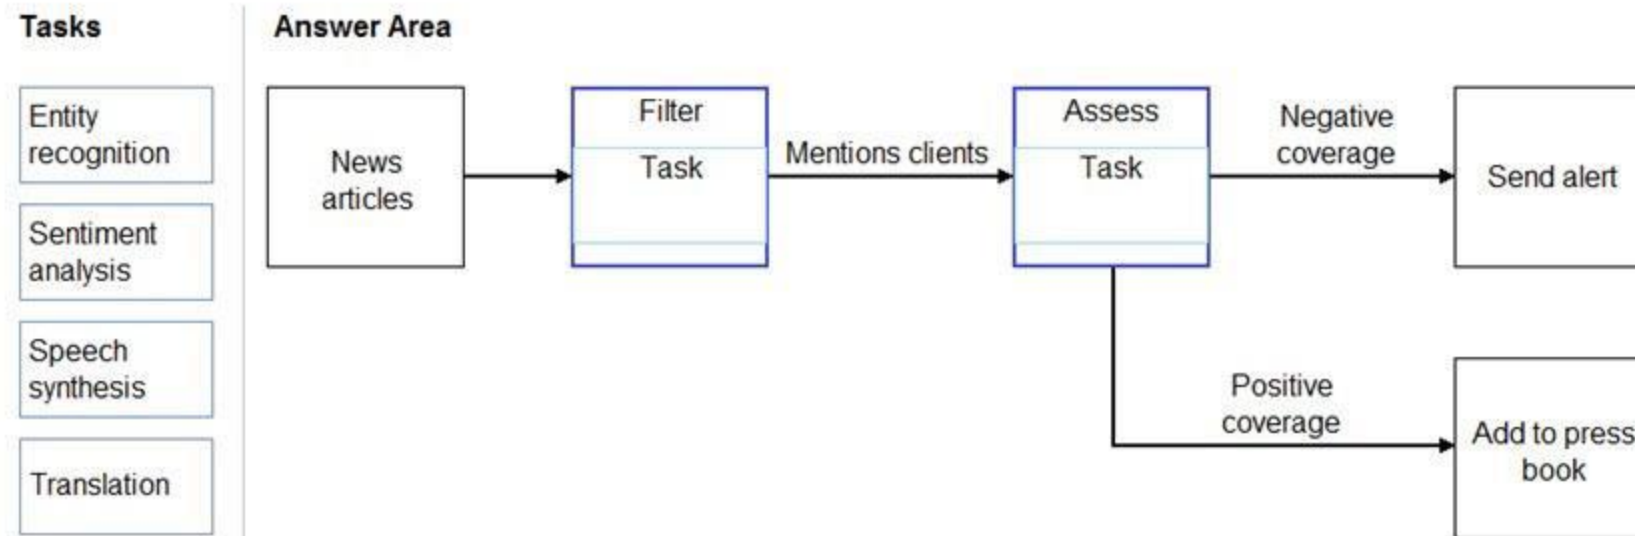 Tasks
Entity
recognition
Sentiment
analysis
Speech
synthesis
Translation
Answer Area
News
articles
Filter
Task
Mentions clients
Assess
Task
Negative
coverage
Send alert
Positive
coverage
Add to press
book